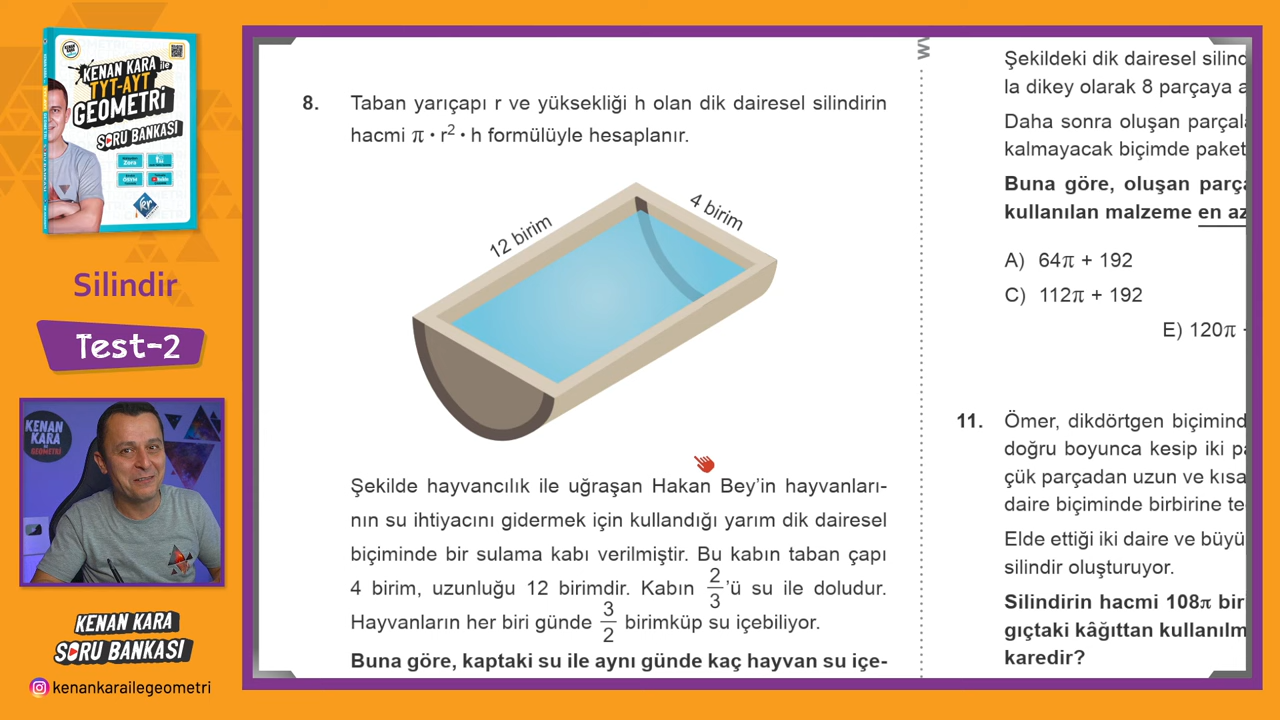 KENAN KARA ile
TYT-AYT
GEOMETRİ
SORU BANKASI
Silindir
Test-2
KENAN KARA
GEOMETRİ
KENAN KARA
SORU BANKASI
kenankarailegeometri
8. Taban yarıçapı r ve yüksekliği h olan dik dairesel silindirin
hacmi π · r² · h formülüyle hesaplanır.
12 birim
4 birim
Şekilde hayvancılık ile uğraşan Hakan Bey'in hayvanları-
nın su ihtiyacını gidermek için kullandığı yarım dik dairesel
biçiminde bir sulama kabı verilmiştir. Bu kabın taban çapı
4 birim, uzunluğu 12 birimdir. Kabın 2/3'ü su ile doludur.
Hayvanların her biri günde 3/2 birimküp su içebiliyor.
Buna göre, kaptaki su ile aynı günde kaç hayvan su içe-
Şekildeki dik dairesel silind
la dikey olarak 8 parçaya a
Daha sonra oluşan parçala
kalmayacak biçimde paket
Buna göre, oluşan parça
kullanılan malzeme en az
A) 64π + 192
C) 112π + 192
E) 120π
11. Ömer, dikdörtgen biçimind
doğru boyunca kesip iki pa
çük parçadan uzun ve kısa
daire biçiminde birbirine te
Elde ettiği iki daire ve büyü
silindir oluşturuyor.
Silindirin hacmi 108π bir
gıçtaki kâğıttan kullanılm
karedir?